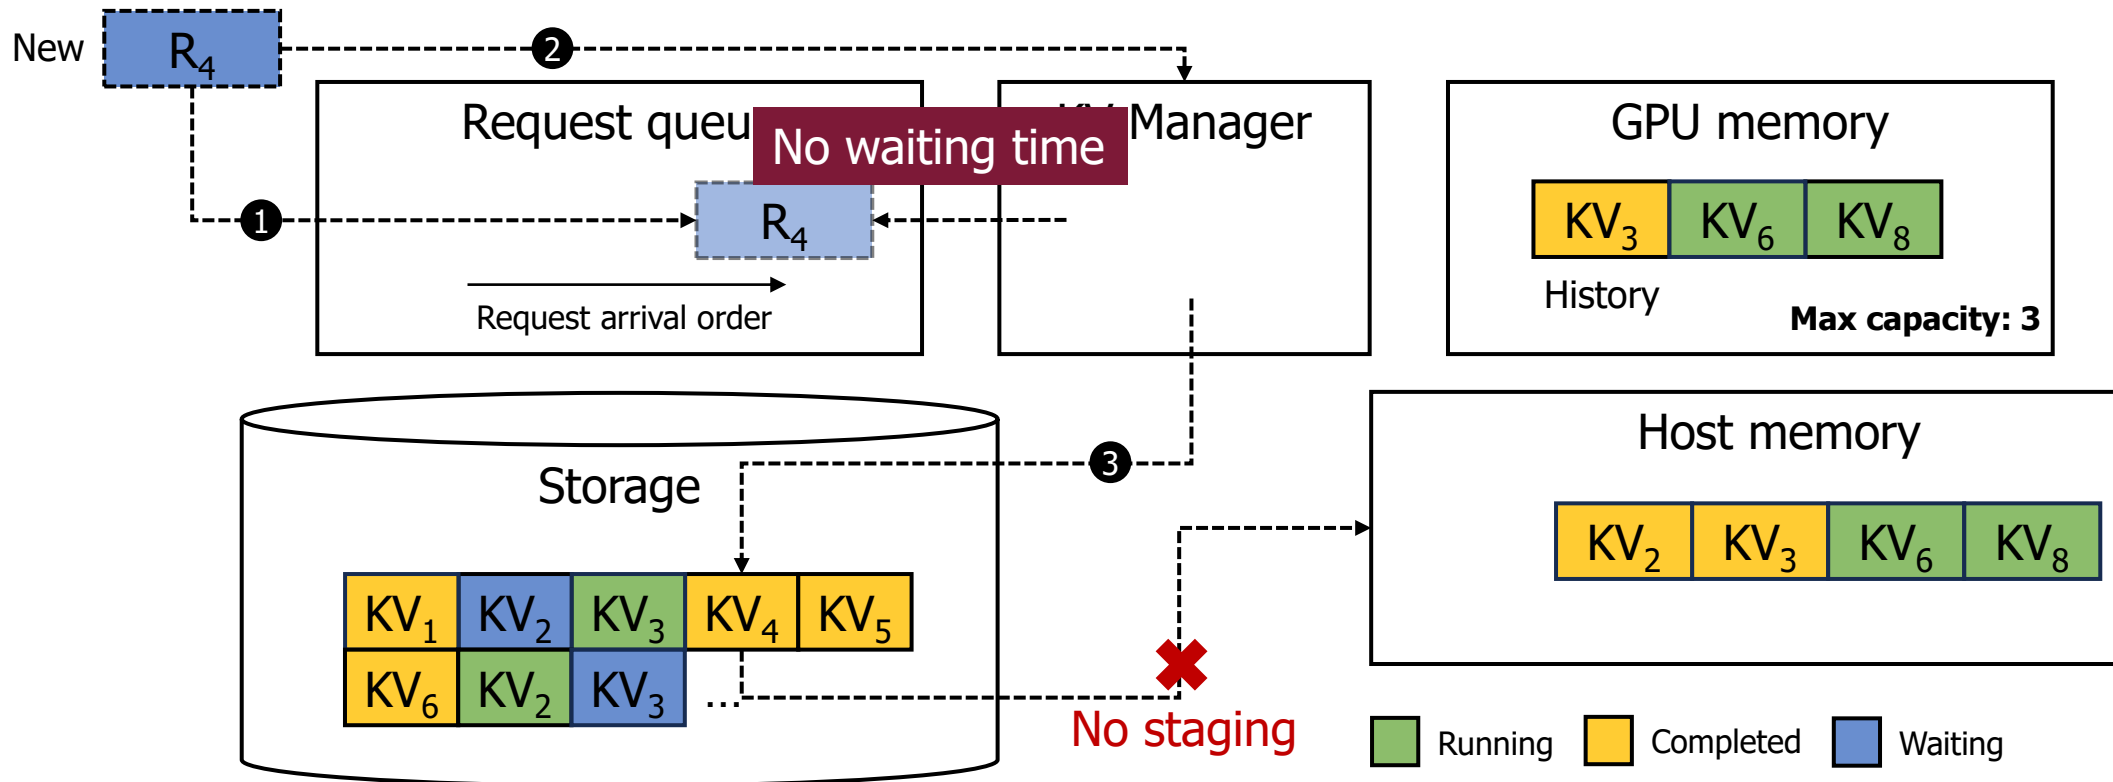 New
R4
2
Request queu
Manager
No waiting time
GPU memory
1
R4
KV3 KV6 KV8
History
Request arrival order
Max capacity: 3
Storage
3
Host memory
KV2 KV3 KV6 KV8
KV1 KV2 KV3 KV4 KV5
KV6 KV2 KV3 ...
No staging
Running Completed Waiting